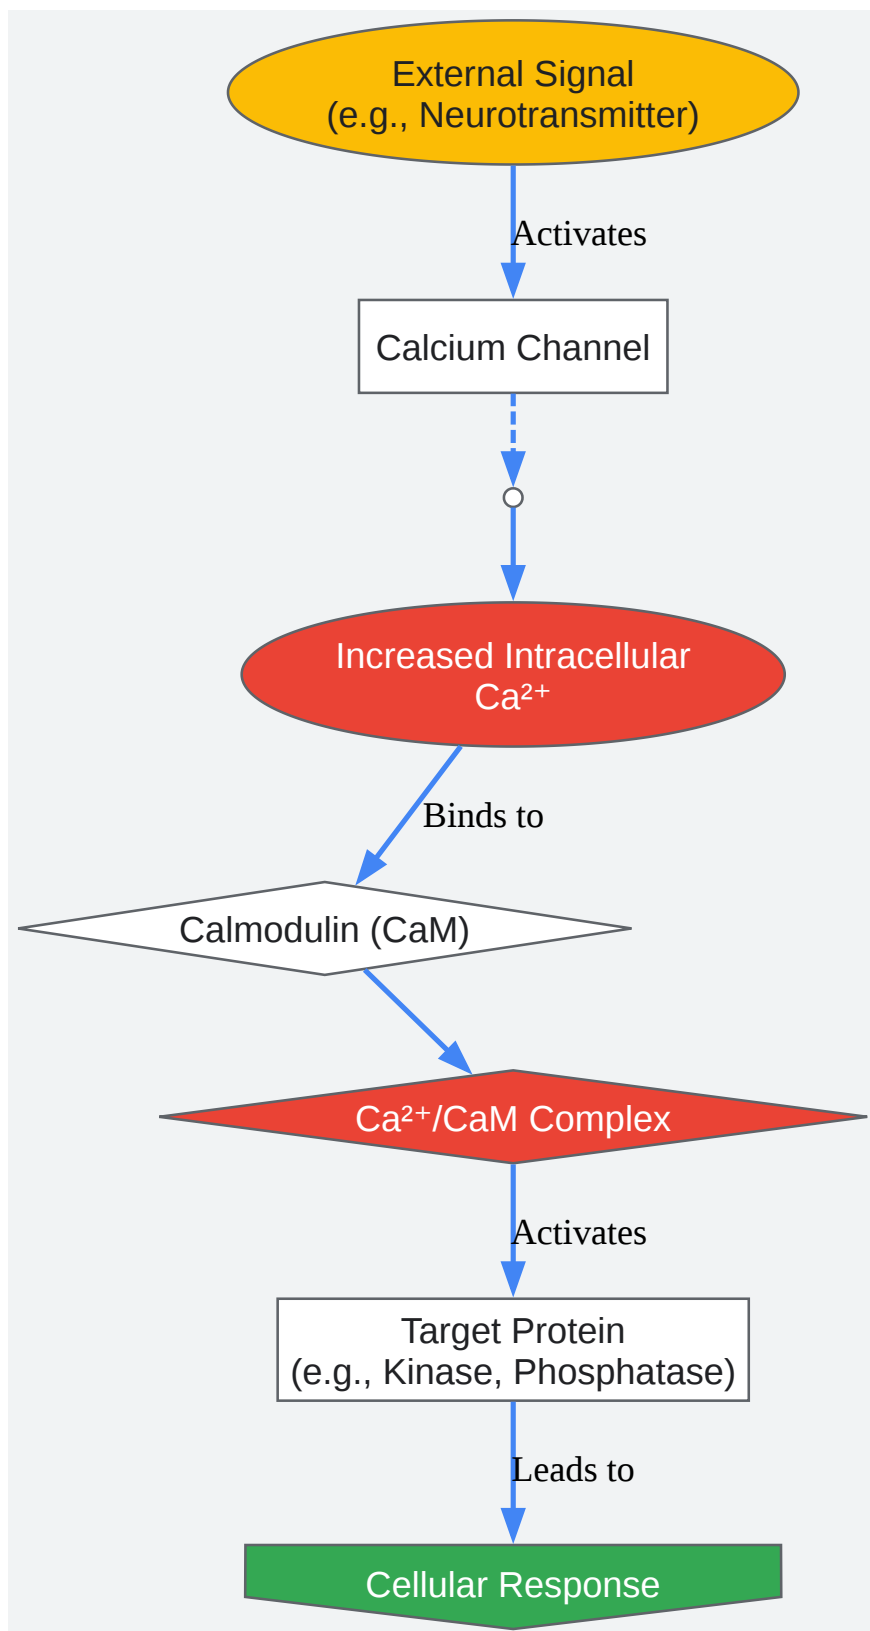 External Signal
(e.g., Neurotransmitter)
Activates
Calcium Channel
Increased Intracellular
Ca²⁺
Binds to
Calmodulin (CaM)
Ca²⁺/CaM Complex
Activates
Target Protein
(e.g., Kinase, Phosphatase)
Leads to
Cellular Response